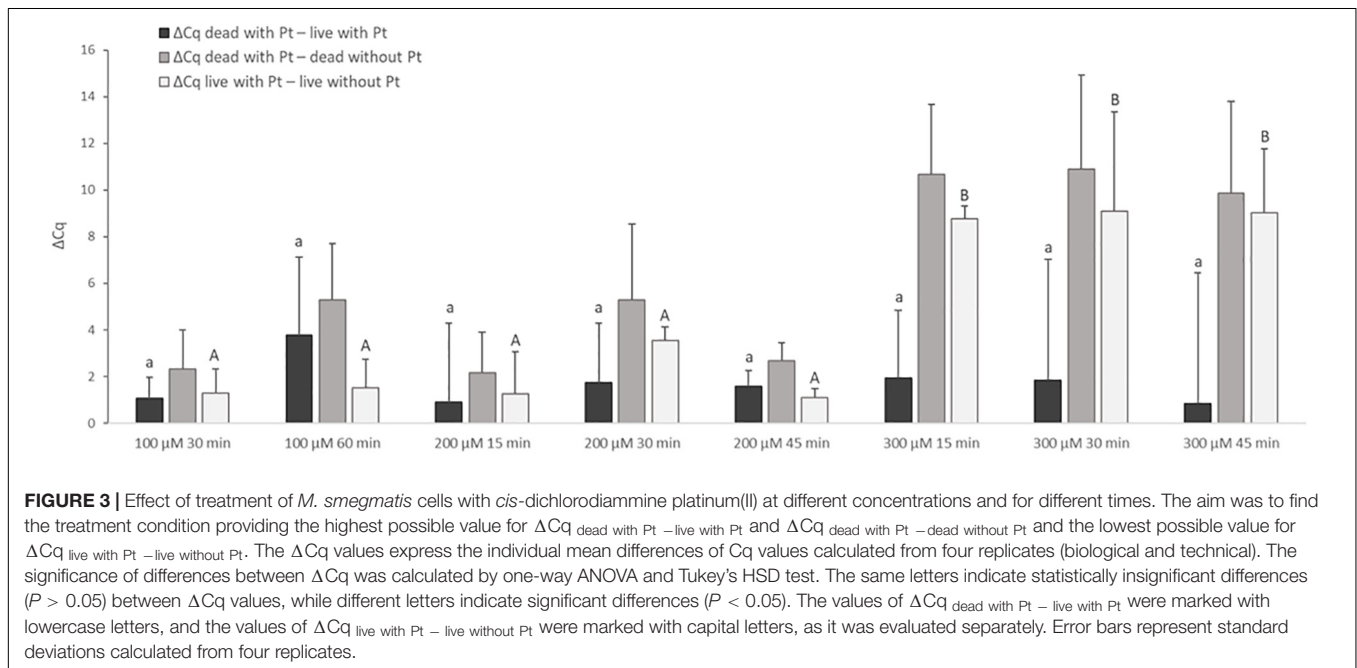 ΔCq dead with Pt – live with Pt
ΔCq dead with Pt – dead without Pt
ΔCq live with Pt – live without Pt
16
14
12
10
8
6
4
2
0
ΔCq
a
A
a
A
a
A
a
A
a
A
a
B
a
B
a
B
100 µM 30 min
100 µM 60 min
200 µM 15 min
200 µM 30 min
200 µM 45 min
300 µM 15 min
300 µM 30 min
300 µM 45 min
FIGURE 3 | Effect of treatment of M. smegmatis cells with cis-dichlorodiammine platinum(II) at different concentrations and for different times. The aim was to find
the treatment condition providing the highest possible value for ΔCq dead with Pt –live with Pt and ΔCq dead with Pt –dead without Pt and the lowest possible value for
ΔCq live with Pt –live without Pt. The ΔCq values express the individual mean differences of Cq values calculated from four replicates (biological and technical). The
significance of differences between ΔCq was calculated by one-way ANOVA and Tukey's HSD test. The same letters indicate statistically insignificant differences
(P > 0.05) between ΔCq values, while different letters indicate significant differences (P < 0.05). The values of ΔCq dead with Pt – live with Pt were marked with
lowercase letters, and the values of ΔCq live with Pt – live without Pt were marked with capital letters, as it was evaluated separately. Error bars represent standard
deviations calculated from four replicates.